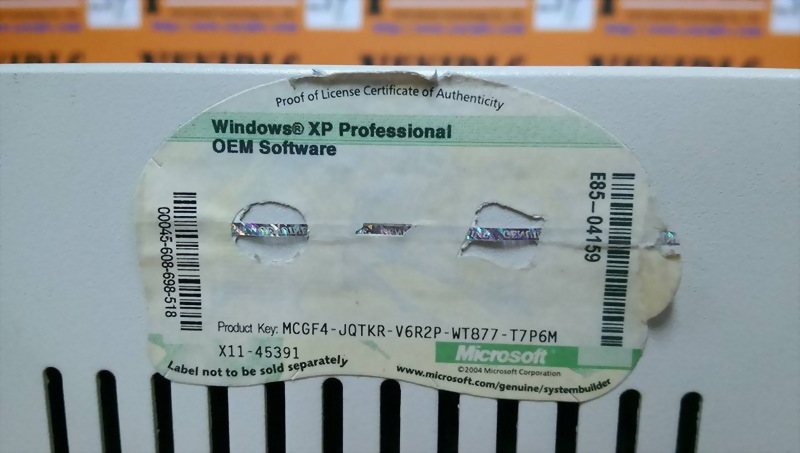 Proof of License Certificate of Authenticity
Windows® XP Professional
OEM Software
E85-04159
00045-608-698-518
Product Key: MCGF4-JQTKR-V6R2P-WT877-T7P6M
X11-45391
Microsoft
©2004 Microsoft Corporation
Label not to be sold separately
www.microsoft.com/genuine/systembuilder